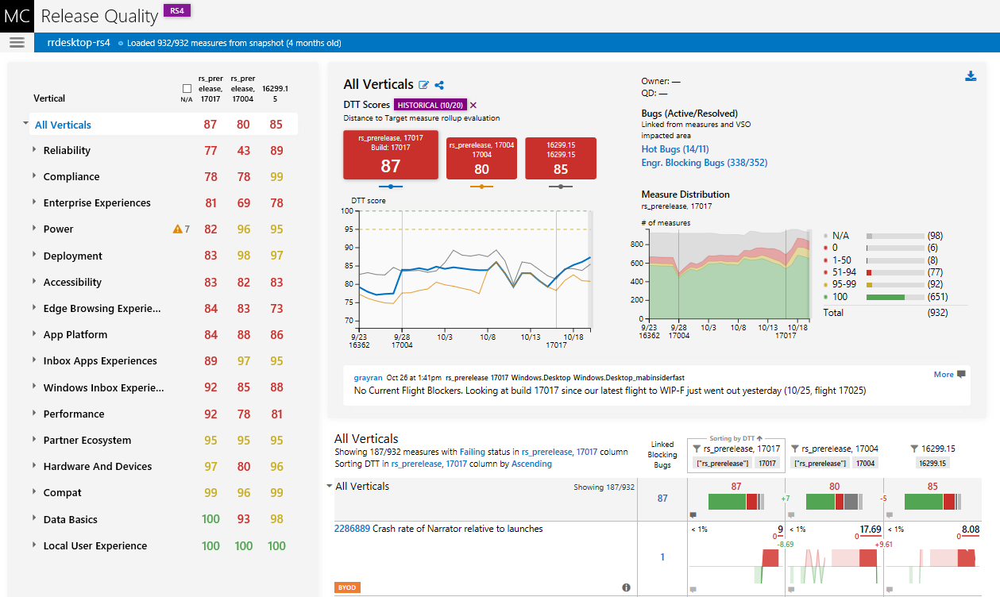 MC Release Quality RS4
rrdesktop-rs4 Loaded 932/932 measures from snapshot (4 months old)
Vertical
N/A
rs_prer
elease,
17017
rs_prer
elease,
17004
16299.1
5
All Verticals 87 80 85
Reliability 77 43 89
Compliance 78 78 99
Enterprise Experiences 81 69 78
Power 7 82 96 95
Deployment 83 98 97
Accessibility 83 82 83
Edge Browsing Experie... 84 83 73
App Platform 84 88 86
Inbox Apps Experiences 89 97 95
Windows Inbox Experie... 92 85 88
Performance 92 78 81
Partner Ecosystem 95 95 95
Hardware And Devices 97 80 96
Compat 99 96 99
Data Basics 100 93 98
Local User Experience 100 100 100
All Verticals
DTT Scores HISTORICAL (10/20)
Distance to Target measure rollup evaluation
rs_prerelease, 17017
Build: 17017
87
rs_prerelease, 17004
17004
80
16299.15
16299.15
85
DTT score
100
95
90
85
80
75
70
9/23 9/28 10/3 10/8 10/13 10/18
16362 17004 17017
Owner: —
QD: —
Bugs (Active/Resolved)
Linked from measures and VSO
impacted area
Hot Bugs (14/11)
Engr. Blocking Bugs (338/352)
Measure Distribution
rs_prerelease, 17017
# of measures
800
600
400
200
0
9/23 9/28 10/3 10/8 10/13 10/18
16362 17004 17017
N/A (98)
0 (6)
1-50 (8)
51-94 (77)
95-99 (92)
100 (651)
Total (932)
grayran Oct 26 at 1:41pm rs_prerelease 17017 Windows.Desktop Windows.Desktop_mabinsiderfast More
No Current Flight Blockers. Looking at build 17017 since our latest flight to WIP-F just went out yesterday (10/25, flight 17025)
All Verticals
Showing 187/932 measures with Failing status in rs_prerelease, 17017 column
Sorting DTT in rs_prerelease, 17017 column by Ascending
Linked
Blocking
Bugs
Sorting by DTT
rs_prerelease, 17017
["rs_prerelease"] 17017
rs_prerelease, 17004
["rs_prerelease"] 17004
16299.15
16299.15
All Verticals Showing 187/932 87 87 +7 80 -5 85
2286889 Crash rate of Narrator relative to launches
BYOD
1
< 1% 9
0
-8.69
< 1% 17.69
0
+9.61
< 1% 8.08
0